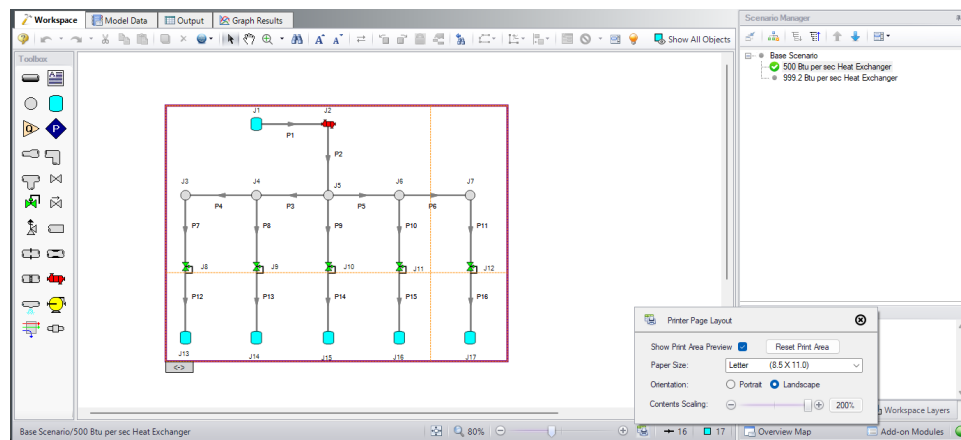 Workspace Model Data Output Graph Results
Scenario Manager
A A Show All Objects
Toolbox
Base Scenario
500 Btu per sec Heat Exchanger
999.2 Btu per sec Heat Exchanger
J1 J2
P1
P2
J3 J4 J5 J6 J7
P4 P3 P5 P6
P7 P8 P9 P10 P11
J8 J9 J10 J11 J12
P12 P13 P14 P15 P16
J13 J14 J15 J16 J17
<->
Printer Page Layout
Show Print Area Preview Reset Print Area
Paper Size: Letter (8.5 X 11.0)
Orientation: Portrait Landscape
Contents Scaling: 200%
Workspace Layers
Base Scenario/500 Btu per sec Heat Exchanger 80% 16 17 Overview Map Add-on Modules